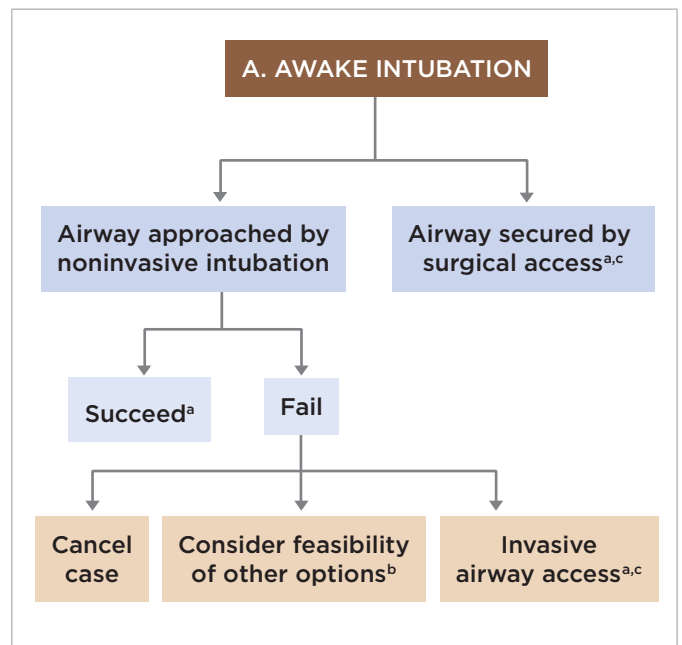 A. AWAKE INTUBATION
Airway approached by
noninvasive intubation
Airway secured by
surgical accessᵃ,ᶜ
Succeedᵃ
Fail
Cancel
case
Consider feasibility
of other optionsᵇ
Invasive
airway accessᵃ,ᶜ